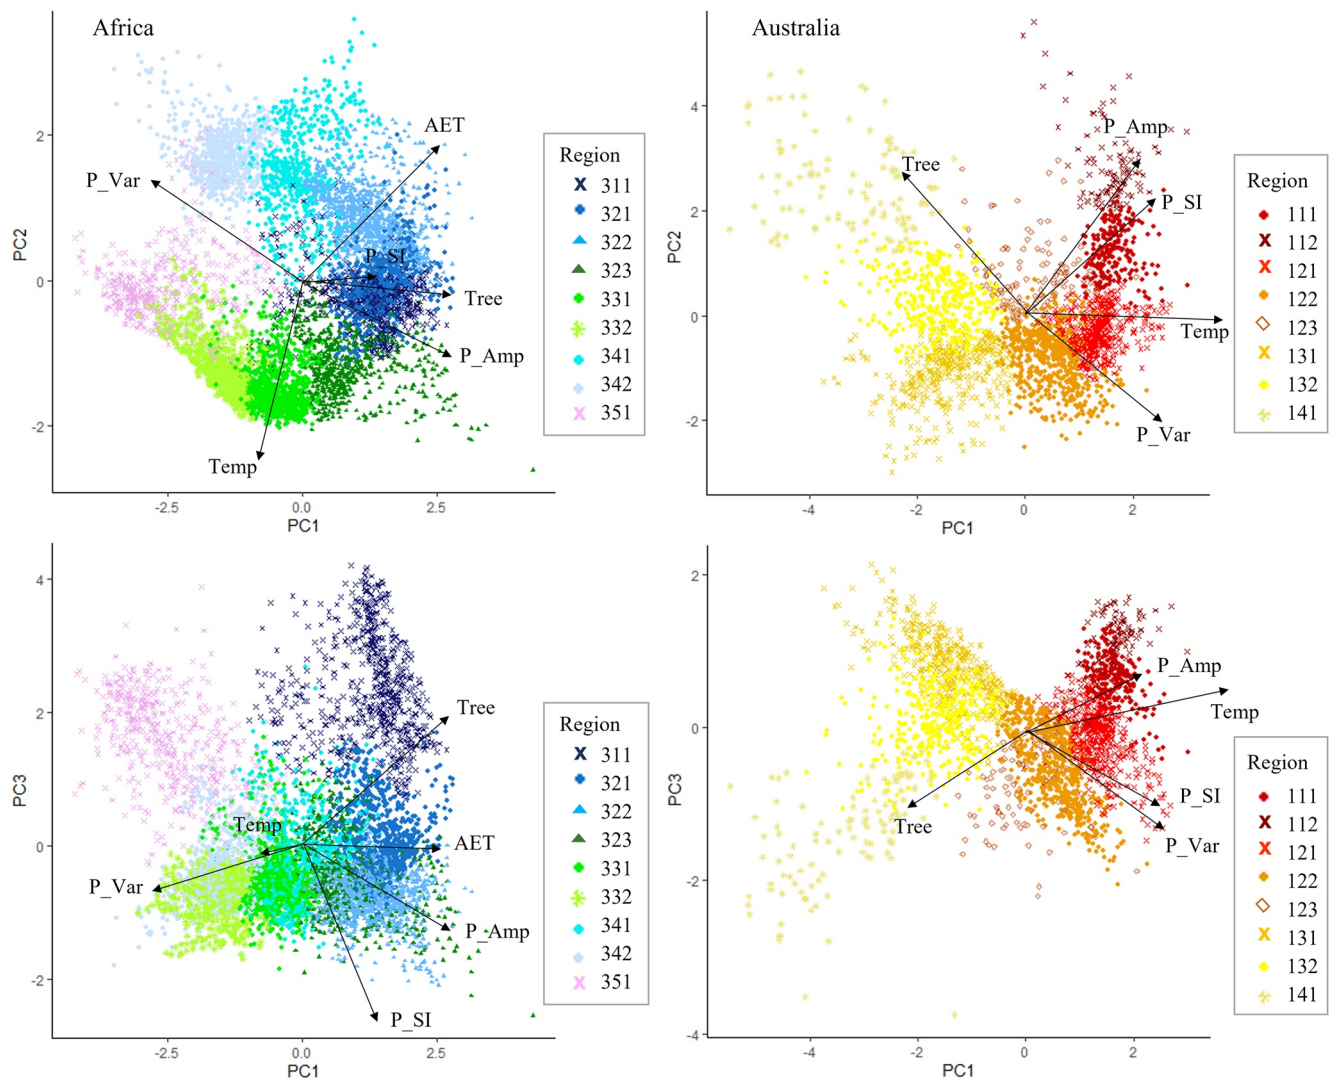 Africa
PC2
2
0
-2
AET
P_Var
P_SI
Tree
P_Amp
Temp
-2.5
0.0
2.5
PC1
Region
311
321
322
323
331
332
341
342
351
Australia
PC2
4
2
0
-2
P_Amp
Tree
P_SI
Temp
P_Var
-4
-2
0
2
PC1
Region
111
112
121
122
123
131
132
141
PC3
4
2
0
-2
Tree
Temp
AET
P_Var
P_Amp
P_SI
-2.5
0.0
2.5
PC1
Region
311
321
322
323
331
332
341
342
351
PC3
2
0
-2
-4
P_Amp
Temp
P_SI
Tree
P_Var
-4
-2
0
2
PC1
Region
111
112
121
122
123
131
132
141